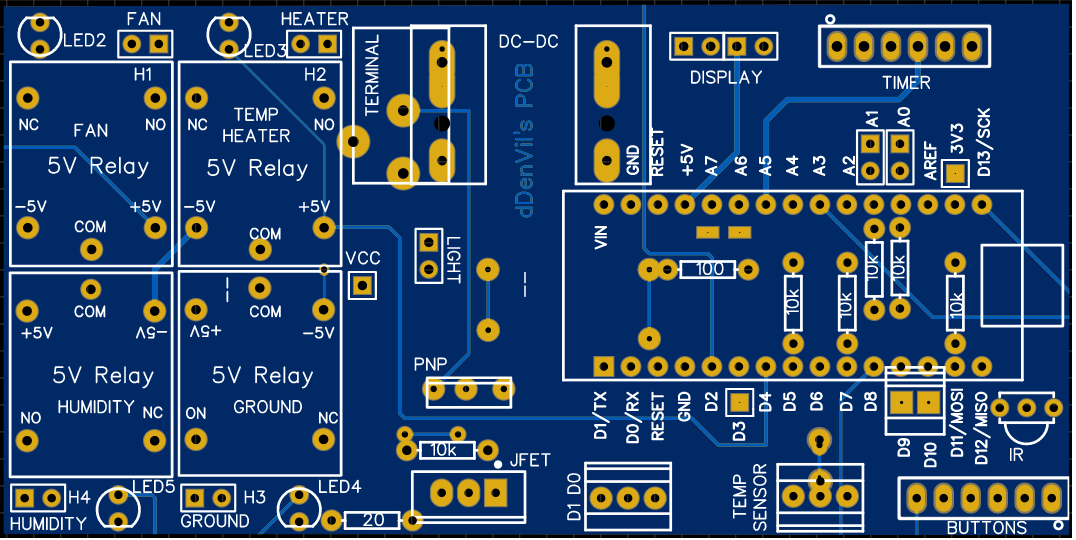 FAN
HEATER
LED2
LED3
H1
NC
NO
FAN
5V Relay
-5V
+5V
COM
H2
TEMP
HEATER
NO
NC
5V Relay
-5V
+5V
COM
TERMINAL
DC-DC
dDenVil's PCB
DISPLAY
TIMER
GND
RESET
+5V
A7
A6
A5
A4
A3
A2
A1
A0
AREF
3V3
D13/SCK
VIN
100
10k
10k
10k
10k
10k
VCC
LIGHT
--
--
COM
+5V
-5V
5V Relay
HUMIDITY
NO
NC
COM
+5V
-5V
5V Relay
GROUND
ON
NC
PNP
10k
JFET
D1/TX
D0/RX
RESET
GND
D2
D3
D4
D5
D6
D7
D8
D9
D10
D11/MOSI
D12/MISO
IR
H4
HUMIDITY
LED5
H3
GROUND
LED4
20
D1 D0
TEMP
SENSOR
BUTTONS